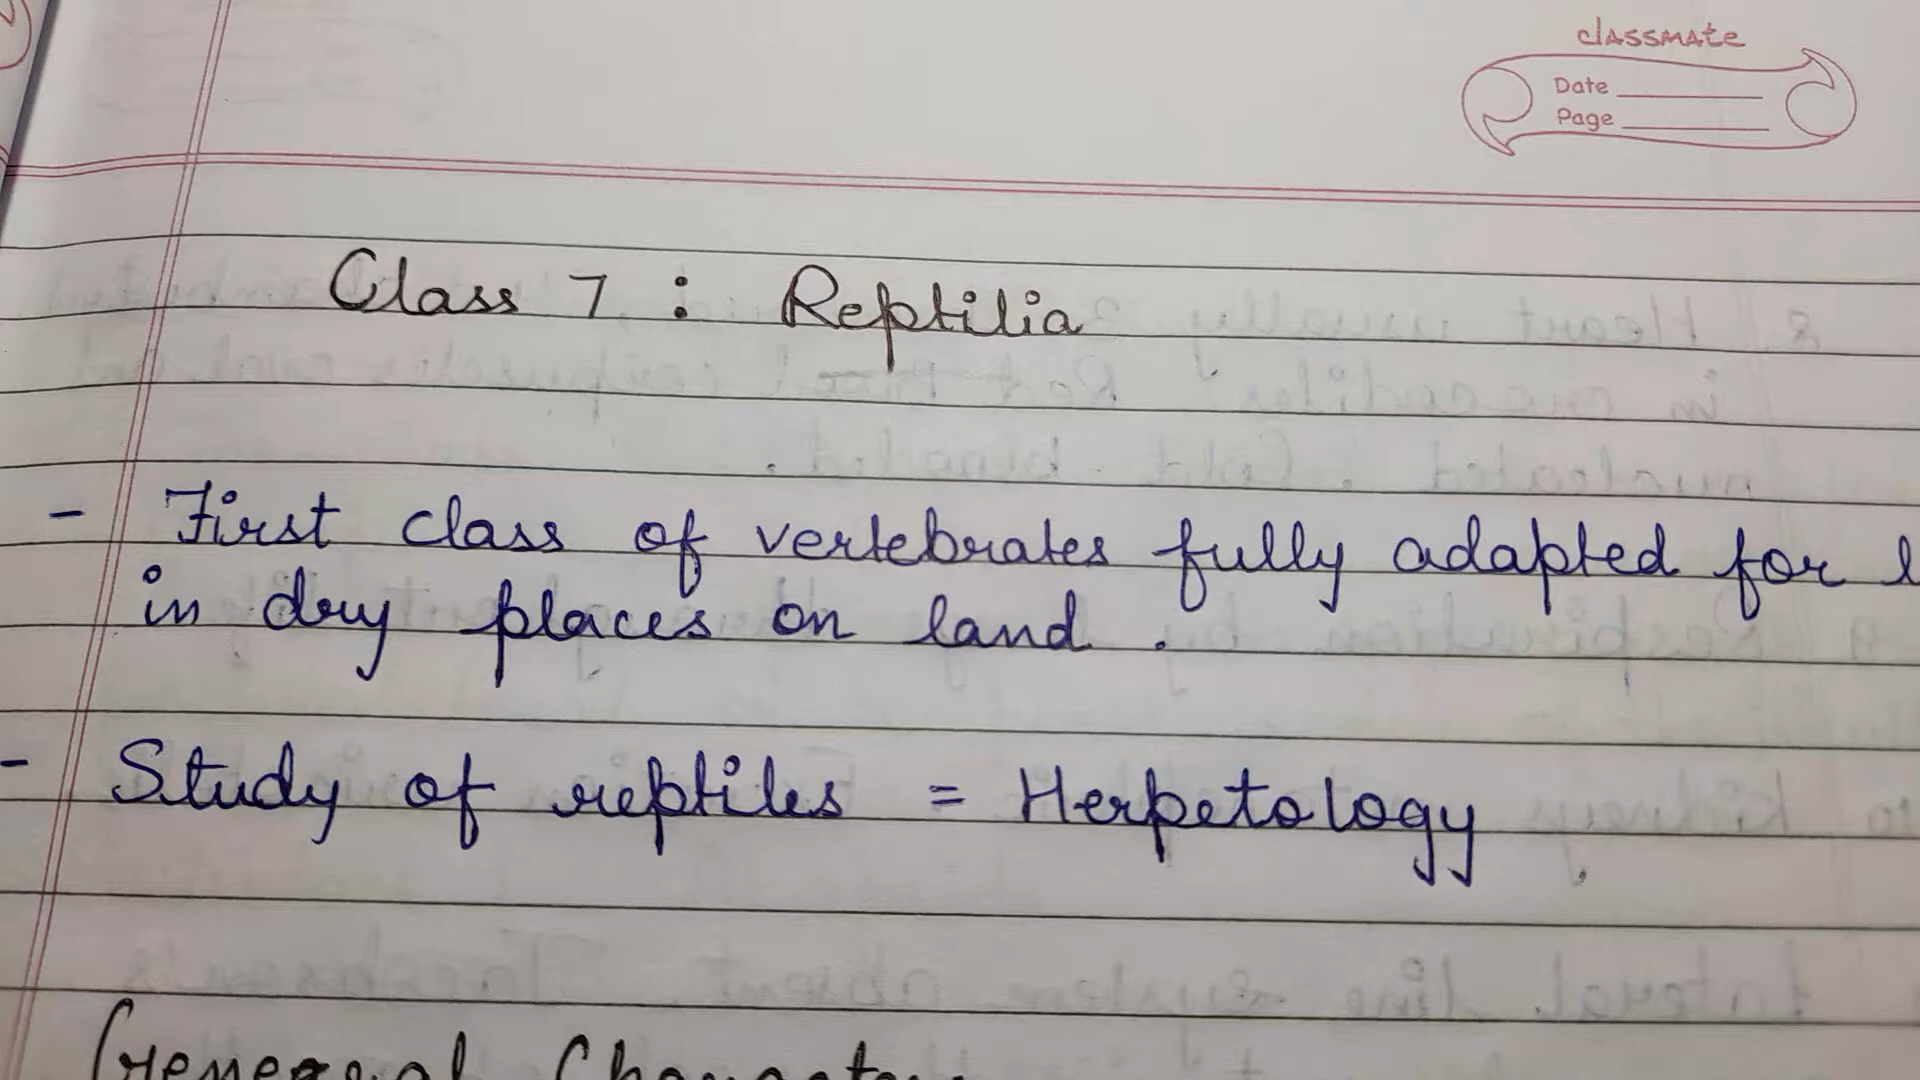 classmate
Date
Page
Class 7 : Reptilia
- First class of vertebrates fully adapted for
in dry places on land .
- Study of reptiles = Herpetology
General